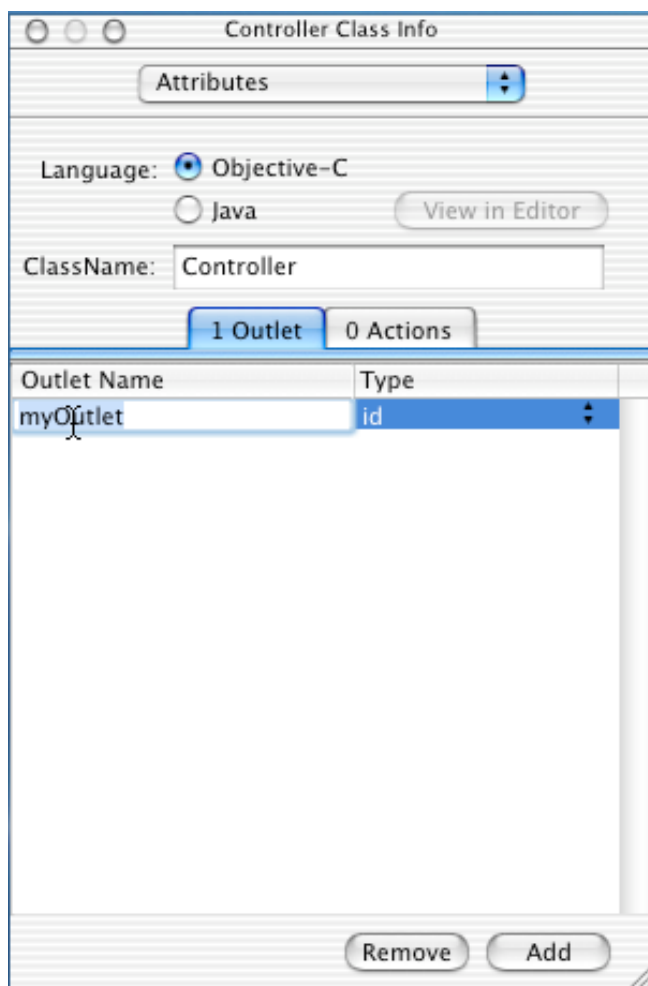 Controller Class Info
Attributes
Language: Objective-C
Java View in Editor
ClassName: Controller
1 Outlet 0 Actions
Outlet Name Type
myOutlet id
Remove Add